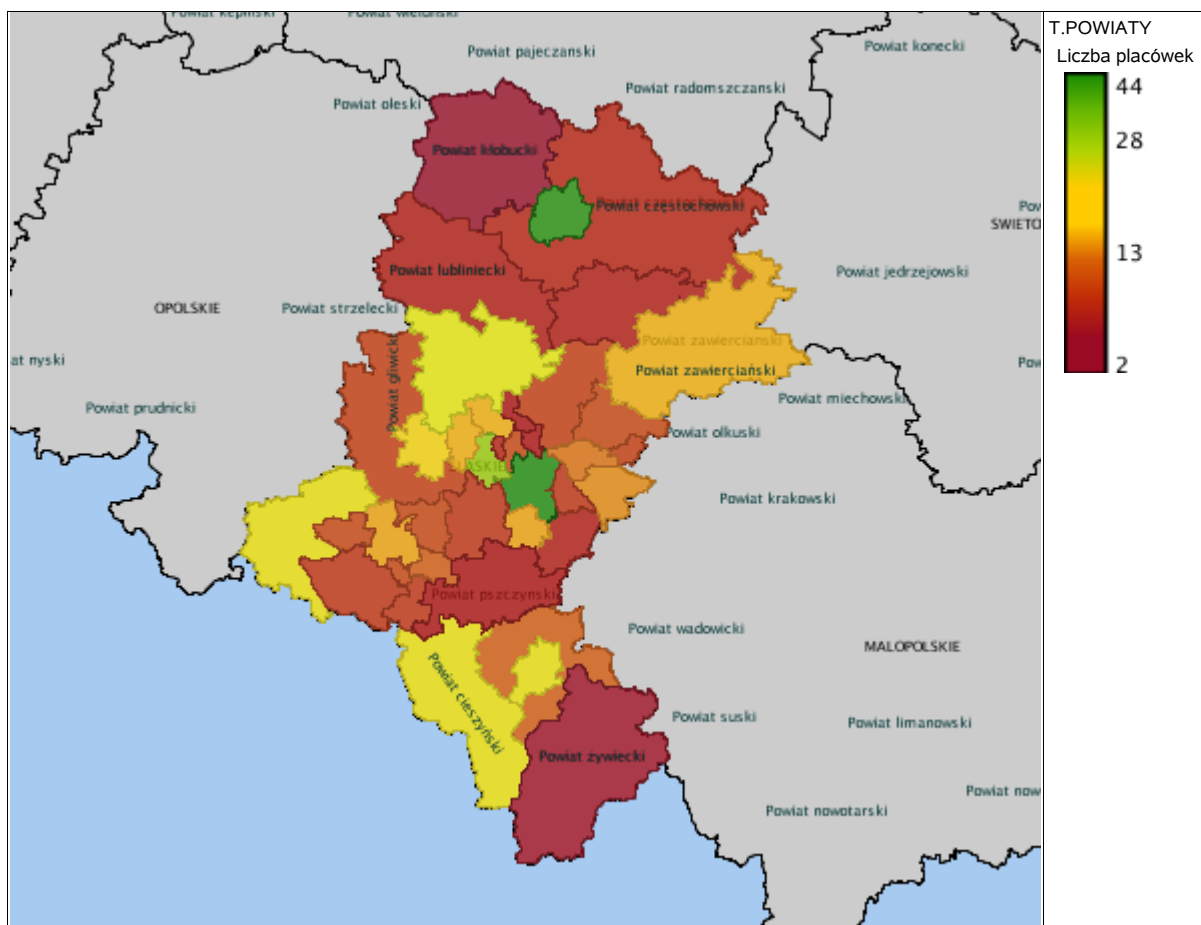 T.POWIATY
Liczba placówek
44
28
13
2
Powiat kępiński
Powiat wieluński
Powiat pajeczanski
Powiat konecki
Powiat radomszczanski
Powiat oleski
Powiat kłobucki
Powiat częstochowski
SWIETO
Powiat lubliniecki
Powiat jedrzejowski
OPOLSKIE
Powiat strzelecki
Powiat zawierciański
Powiat zawierciański
at nyski
Powiat gliwicki
Powiat prudnicki
Powiat miechowski
Powiat olkuski
Powiat krakowski
Powiat pszczynski
Powiat wadowicki
MALOPOLSKIE
Powiat cieszyński
Powiat suski
Powiat limanowski
Powiat żywiecki
Powiat now
Powiat nowotarski